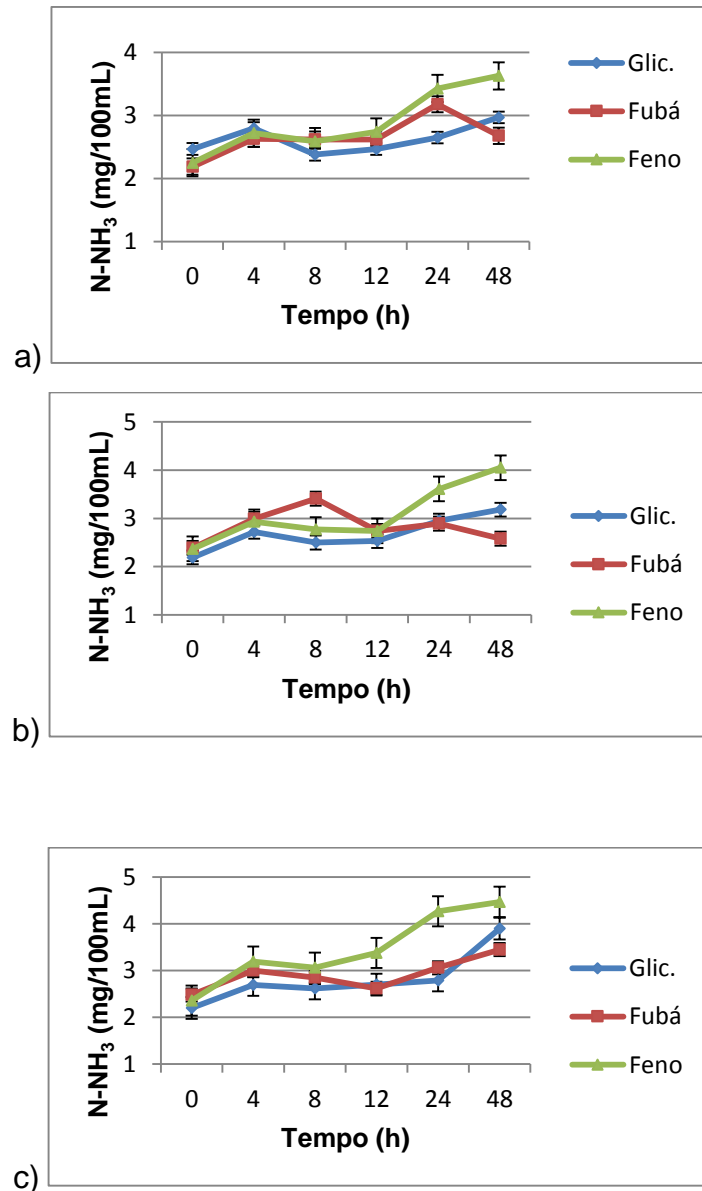 4
3
2
1
N-NH₃ (mg/100mL)
0 4 8 12 24 48
Tempo (h)
Glic.
Fubá
Feno
a)
5
4
3
2
1
N-NH₃ (mg/100mL)
0 4 8 12 24 48
Tempo (h)
Glic.
Fubá
Feno
b)
5
4
3
2
1
N-NH₃ (mg/100mL)
0 4 8 12 24 48
Tempo (h)
Glic.
Fubá
Feno
c)